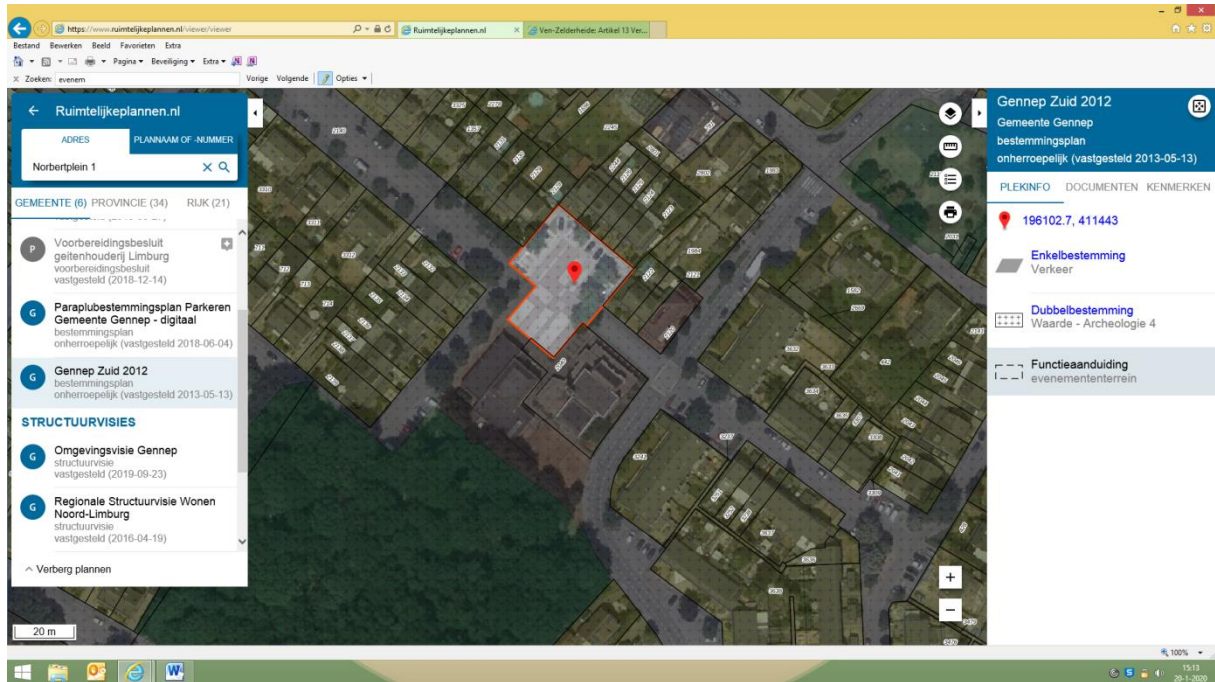 https://www.ruimtelijkeplannen.nl/viewer/viewer
Ruimtelijkeplannen.nl
Ven-Zelderheide: Artikel 13 Ver...
Bestand Bewerken Beeld Favorieten Extra
Pagina Beveiliging Extra
Zoeken: evenem
Vorige Volgende Opties
Ruimtelijkeplannen.nl
ADRES
PLANNAAM OF -NUMMER
Norbertplein 1
GEMEENTE (6) PROVINCIE (34) RIJK (21)
P
Voorbereidingsbesluit
geitenhouderij Limburg
voorbereidingsbesluit
vastgesteld (2018-12-14)
G
Paraplubestemmingsplan Parkeren
Gemeente Gennep - digitaal
bestemmingsplan
onherroepelijk (vastgesteld 2018-06-04)
G
Gennep Zuid 2012
bestemmingsplan
onherroepelijk (vastgesteld 2013-05-13)
STRUCTUURVISIES
G
Omgevingsvisie Gennep
structuurvisie
vastgesteld (2019-09-23)
G
Regionale Structuurvisie Wonen
Noord-Limburg
structuurvisie
vastgesteld (2016-04-19)
Verberg plannen
20 m
Gennep Zuid 2012
Gemeente Gennep
bestemmingsplan
onherroepelijk (vastgesteld 2013-05-13)
PLEKINFO DOCUMENTEN KENMERKEN
196102.7, 411443
Enkelbestemming
Verkeer
Dubbelbestemming
Waarde - Archeologie 4
Functieaanduiding
evenemententerrein
+
−
100%
15:13
20-1-2020